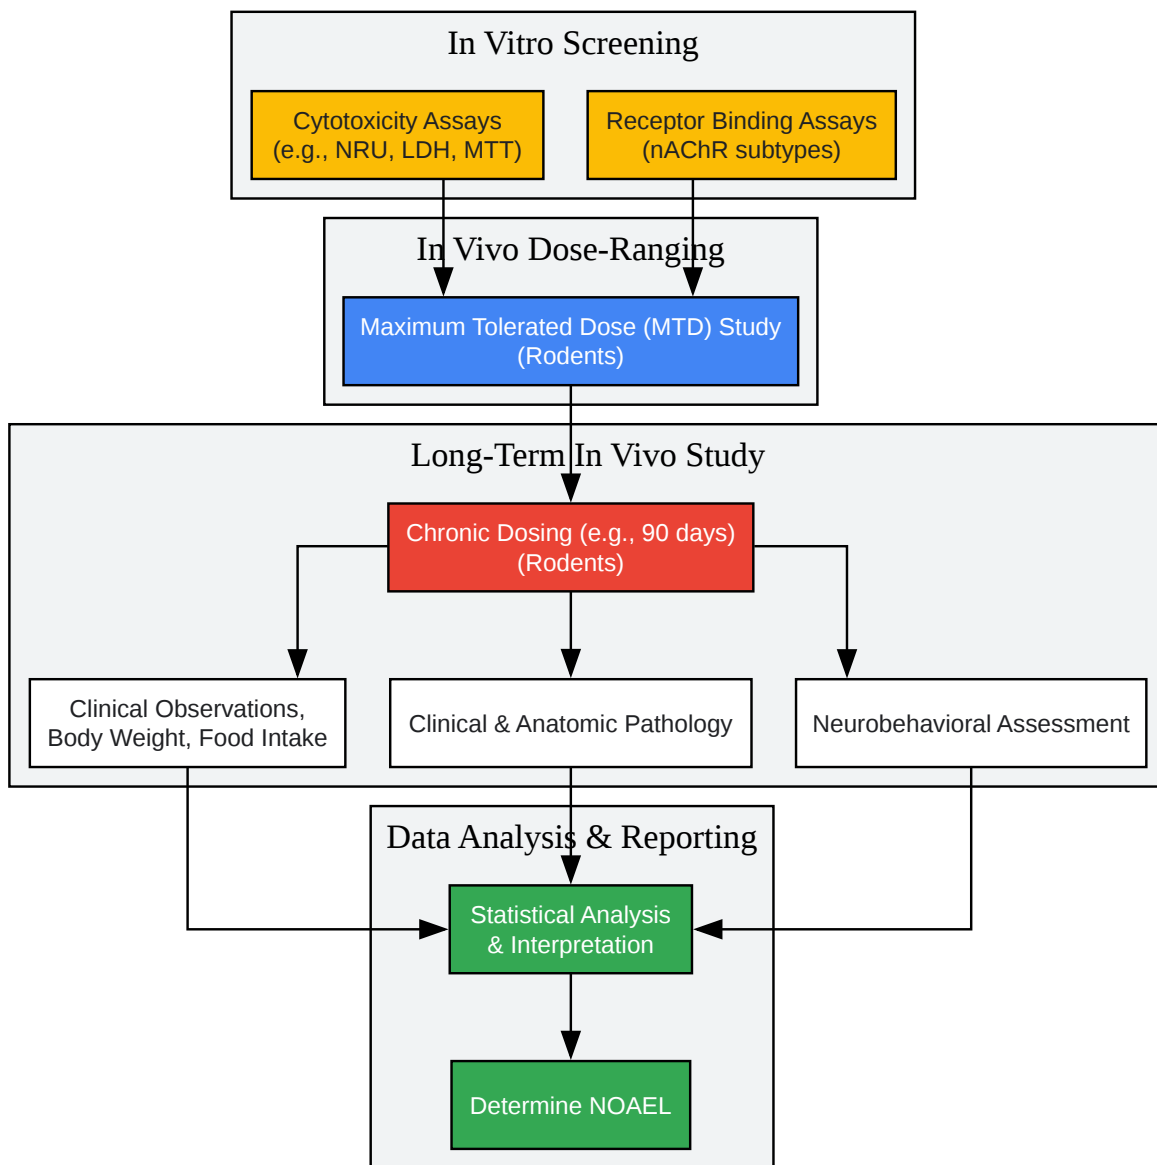 In Vitro Screening
Cytotoxicity Assays
(e.g., NRU, LDH, MTT)
Receptor Binding Assays
(nAChR subtypes)
In Vivo Dose-Ranging
Maximum Tolerated Dose (MTD) Study
(Rodents)
Long-Term In Vivo Study
Chronic Dosing (e.g., 90 days)
(Rodents)
Clinical Observations,
Body Weight, Food Intake
Clinical & Anatomic Pathology
Neurobehavioral Assessment
Data Analysis & Reporting
Statistical Analysis
& Interpretation
Determine NOAEL